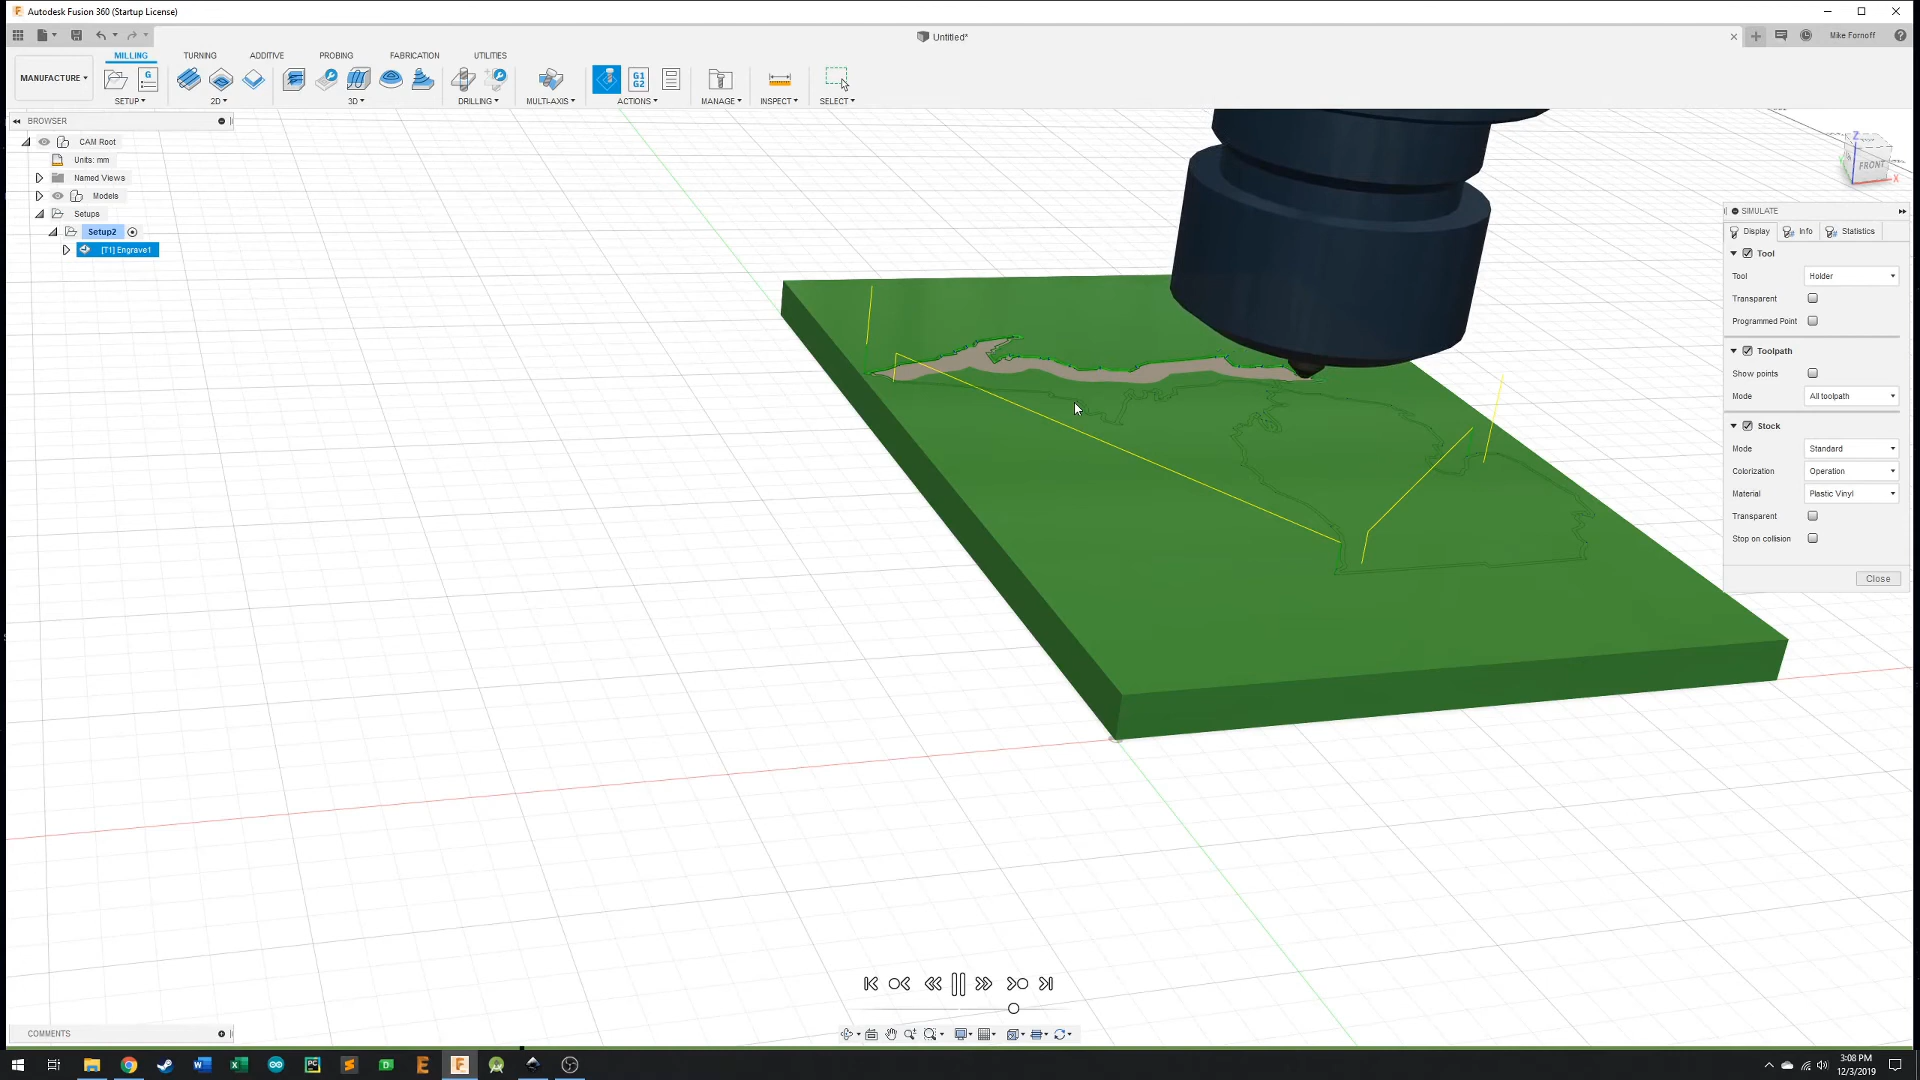 Autodesk Fusion 360 (Startup License)
Untitled*
Mike Fornoff
MANUFACTURE
MILLING
TURNING
ADDITIVE
PROBING
FABRICATION
UTILITIES
G
G1
G2
SETUP
2D
3D
DRILLING
MULTI-AXIS
ACTIONS
MANAGE
INSPECT
SELECT
BROWSER
CAM Root
Units: mm
Named Views
Models
Setups
Setup2
[T1] Engrave1
Z
FRONT
X
SIMULATE
Display
Info
Statistics
Tool
Tool
Holder
Transparent
Programmed Point
Toolpath
Show points
Mode
All toolpath
Stock
Mode
Standard
Colorization
Operation
Material
Plastic Vinyl
Transparent
Stop on collision
Close
COMMENTS
3:08 PM
12/3/2019